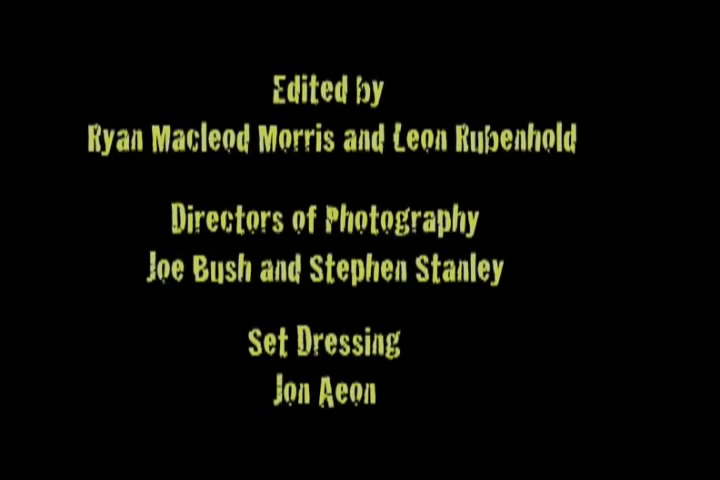 Edited by
Ryan Macleod Morris and Leon Rubenhold
Directors of Photography
Joe Bush and Stephen Stanley
Set Dressing
Jon Aeon